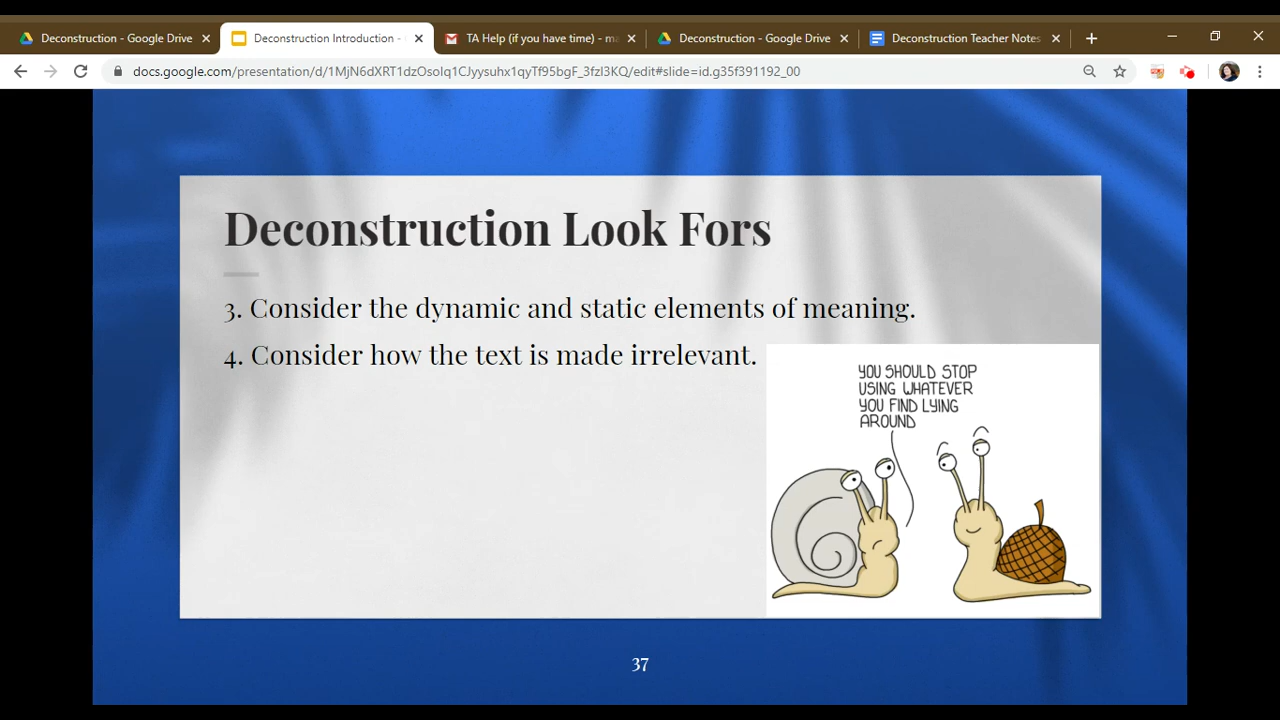 Deconstruction - Google Drive
Deconstruction Introduction -
TA Help (if you have time) - ma
Deconstruction - Google Drive
Deconstruction Teacher Notes
docs.google.com/presentation/d/1MjN6dXRT1dzOsolq1CJyysuhx1qyTf95bgF_3fzI3KQ/edit#slide=id.g35f391192_00
Deconstruction Look Fors
3. Consider the dynamic and static elements of meaning.
4. Consider how the text is made irrelevant.
YOU SHOULD STOP
USING WHATEVER
YOU FIND LYING
AROUND
37